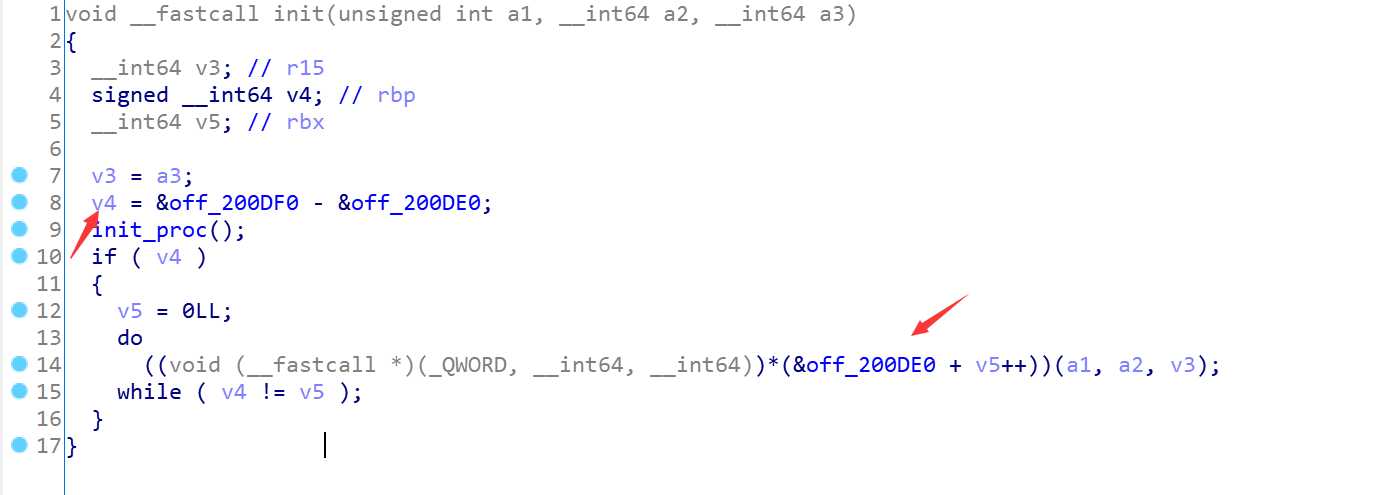 1 void __fastcall init(unsigned int a1, __int64 a2, __int64 a3)
2 {
3   __int64 v3; // r15
4   signed __int64 v4; // rbp
5   __int64 v5; // rbx
6
7   v3 = a3;
8   v4 = &off_200DF0 - &off_200DE0;
9   init_proc();
10   if ( v4 )
11   {
12     v5 = 0LL;
13     do
14       ((void (__fastcall *)(_QWORD, __int64, __int64))*(&off_200DE0 + v5++))(a1, a2, v3);
15     while ( v4 != v5 );
16   }
17 }